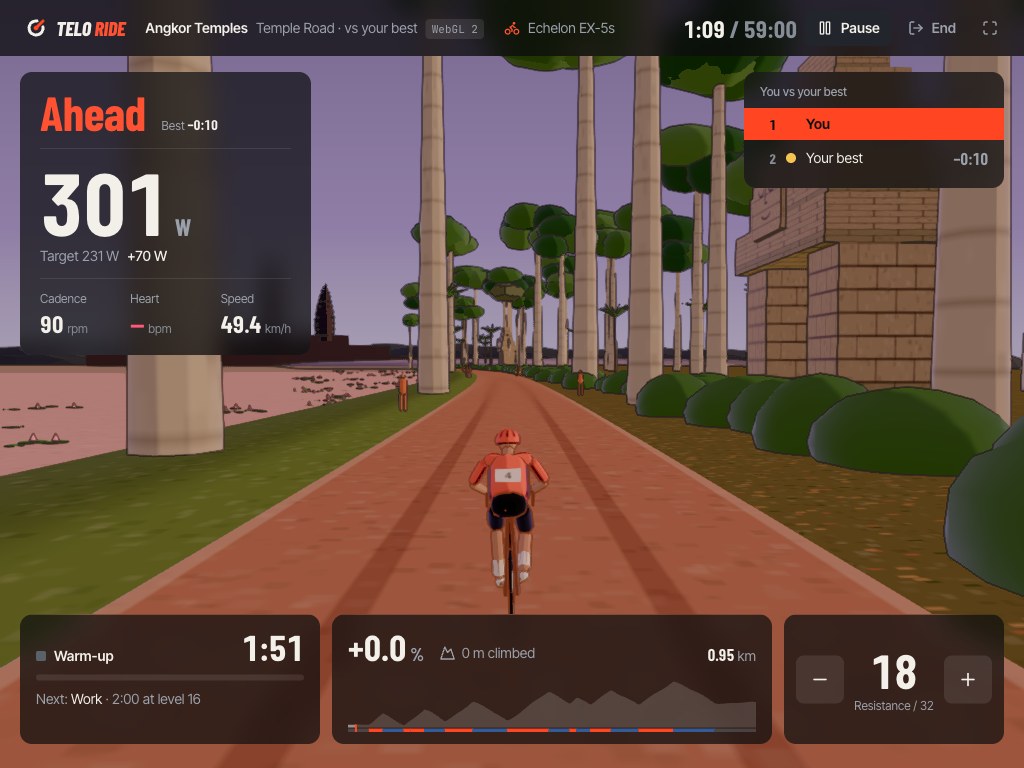 TELO RIDE Angkor Temples Temple Road · vs your best WebGL 2 Echelon EX-5s 1:09 / 59:00 Pause End
Ahead Best −0:10
301 W
Target 231 W +70 W
Cadence Heart Speed
90 rpm – bpm 49.4 km/h
You vs your best
1 You
2 Your best −0:10
4
Warm-up 1:51
Next: Work · 2:00 at level 16
+0.0 % 0 m climbed 0.95 km
− 18 +
Resistance / 32